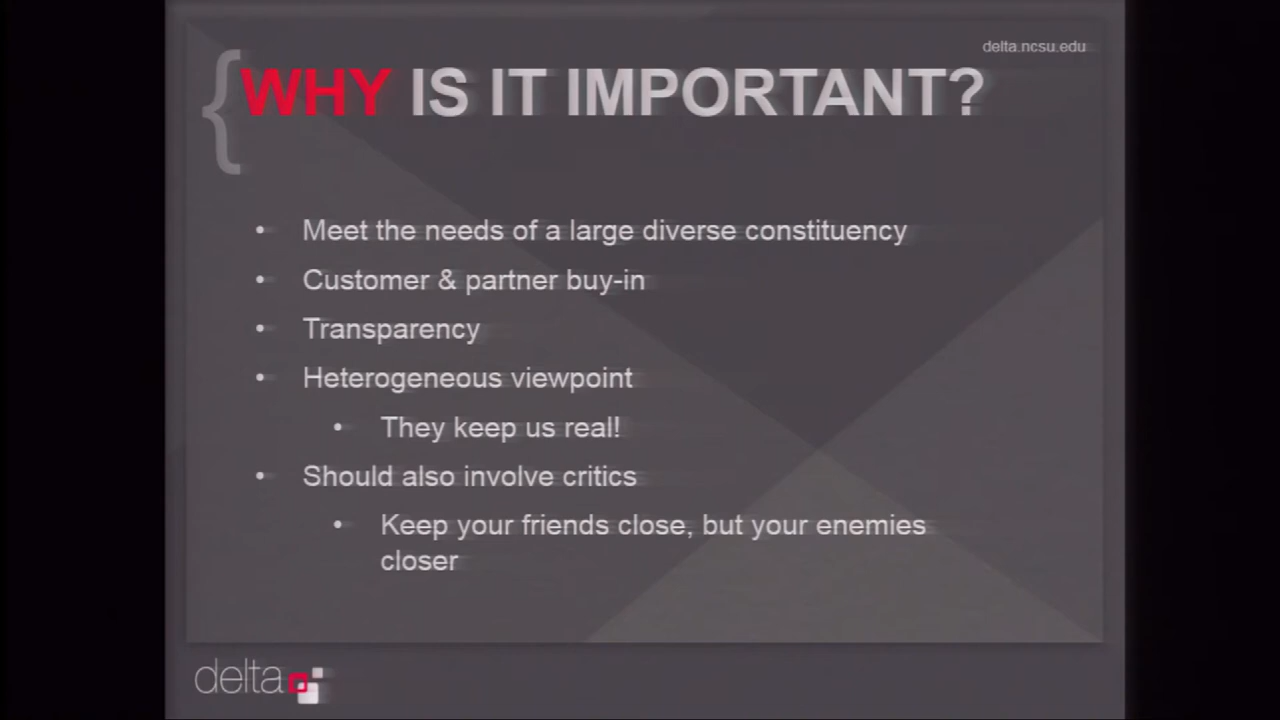 delta.ncsu.edu
{WHY IS IT IMPORTANT?
• Meet the needs of a large diverse constituency
• Customer & partner buy-in
• Transparency
• Heterogeneous viewpoint
• They keep us real!
• Should also involve critics
• Keep your friends close, but your enemies
closer
delta